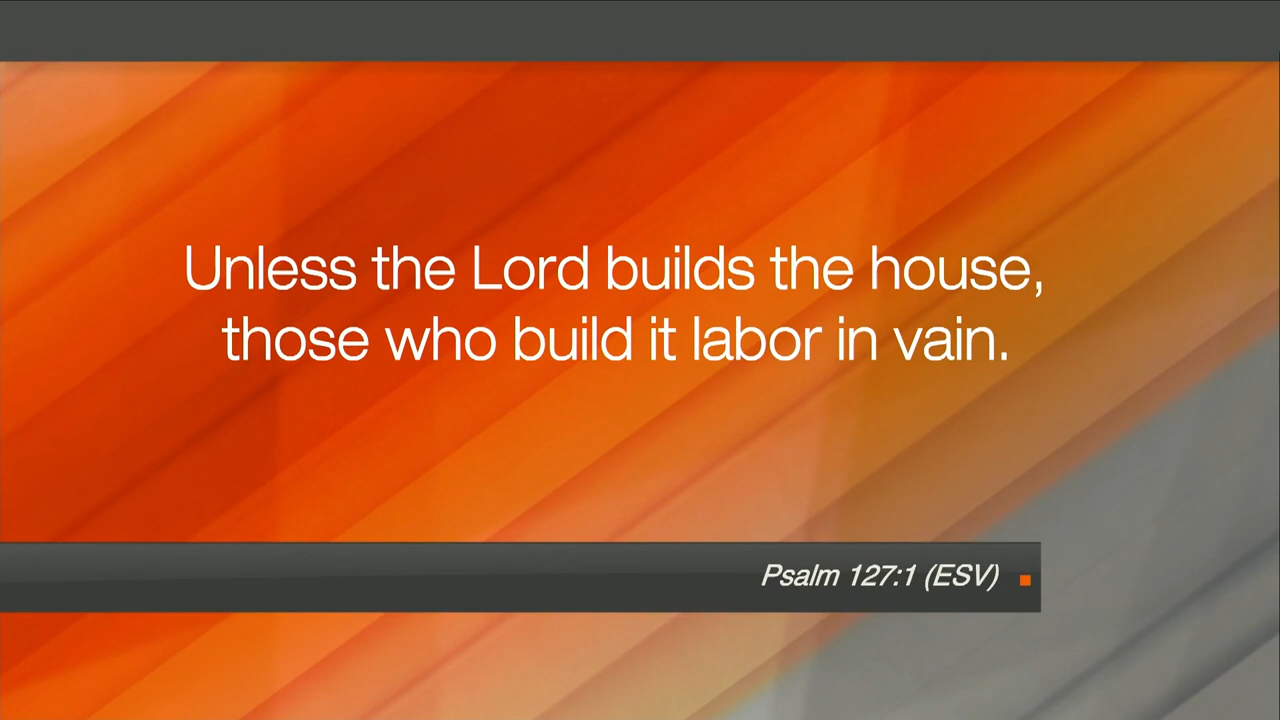 Unless the Lord builds the house,
those who build it labor in vain.
Psalm 127:1 (ESV)